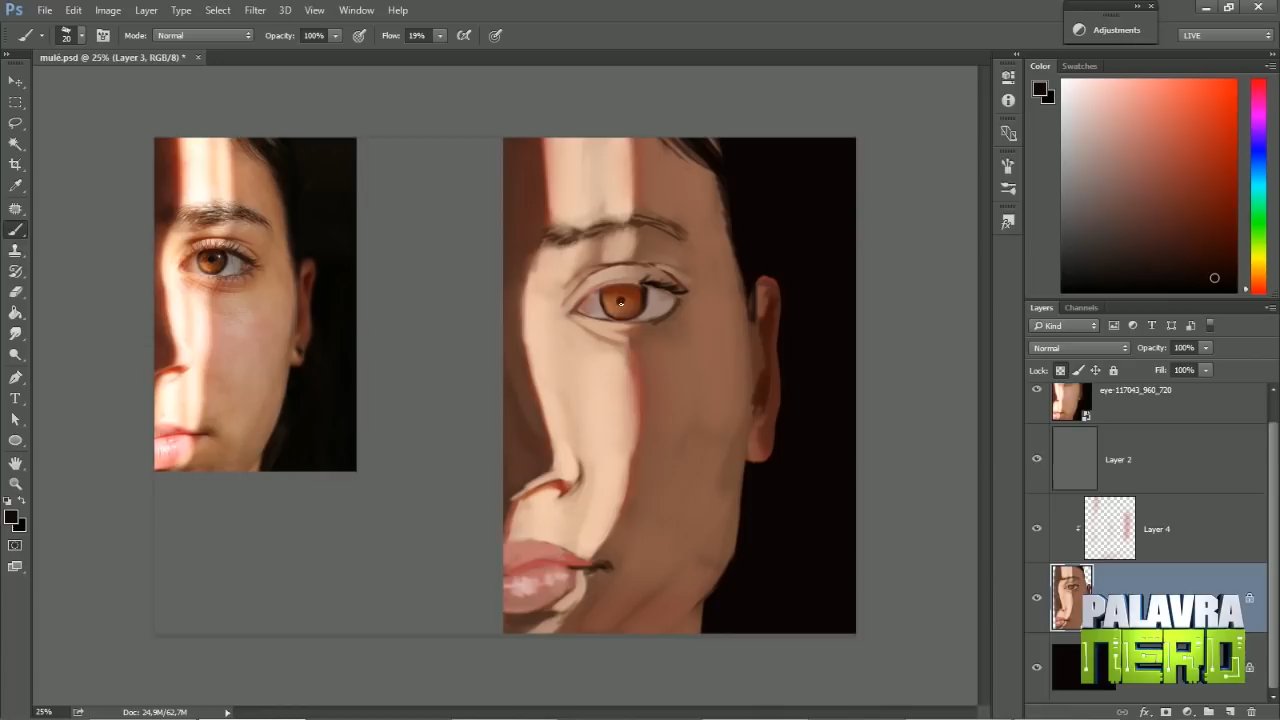 Ps File Edit Image Layer Type Select Filter 3D View Window Help
Adjustments
20 Mode: Normal Opacity: 100% Flow: 19% LIVE
mulé.psd @ 25% (Layer 3, RGB/8) * ×
Color Swatches
Layers Channels
Kind
Normal Opacity: 100%
Lock: Fill: 100%
eye-117043_960_720
Layer 2
Layer 4
PALAVRA
NERD
25% Doc: 24,9M/62,7M